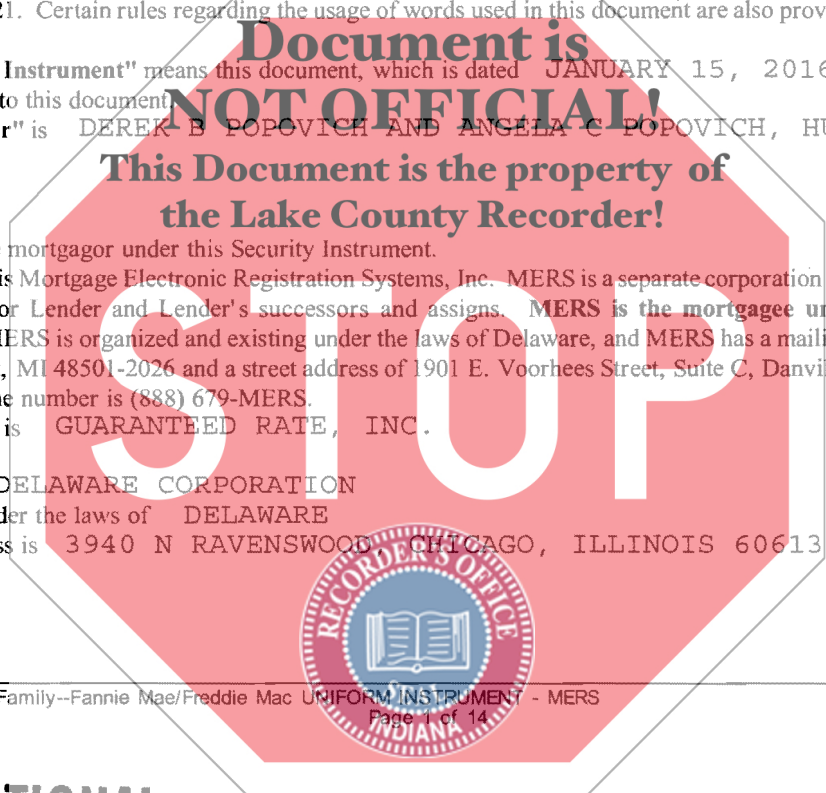 21. Certain rules regarding the usage of words used in this document are also prov
Document is
Instrument" means this document, which is dated JANUARY 15, 2016
to this document.
NOT OFFICIAL!
r" is DEREK B POPOVICH AND ANGELA C POPOVICH, HU
This Document is the property of
the Lake County Recorder!
mortgagor under this Security Instrument.
is Mortgage Electronic Registration Systems, Inc. MERS is a separate corporation
or Lender and Lender's successors and assigns. MERS is the mortgagee un
MERS is organized and existing under the laws of Delaware, and MERS has a maili
, MI 48501-2026 and a street address of 1901 E. Voorhees Street, Suite C, Danvil
ne number is (888) 679-MERS.
is GUARANTEED RATE, INC.
STOP
DELAWARE CORPORATION
der the laws of DELAWARE
ss is 3940 N RAVENSWOOD, CHICAGO, ILLINOIS 60613
RECORDER'S OFFICE
Seal
INDIANA
Family--Fannie Mae/Freddie Mac UNIFORM INSTRUMENT - MERS
Page 1 of 14